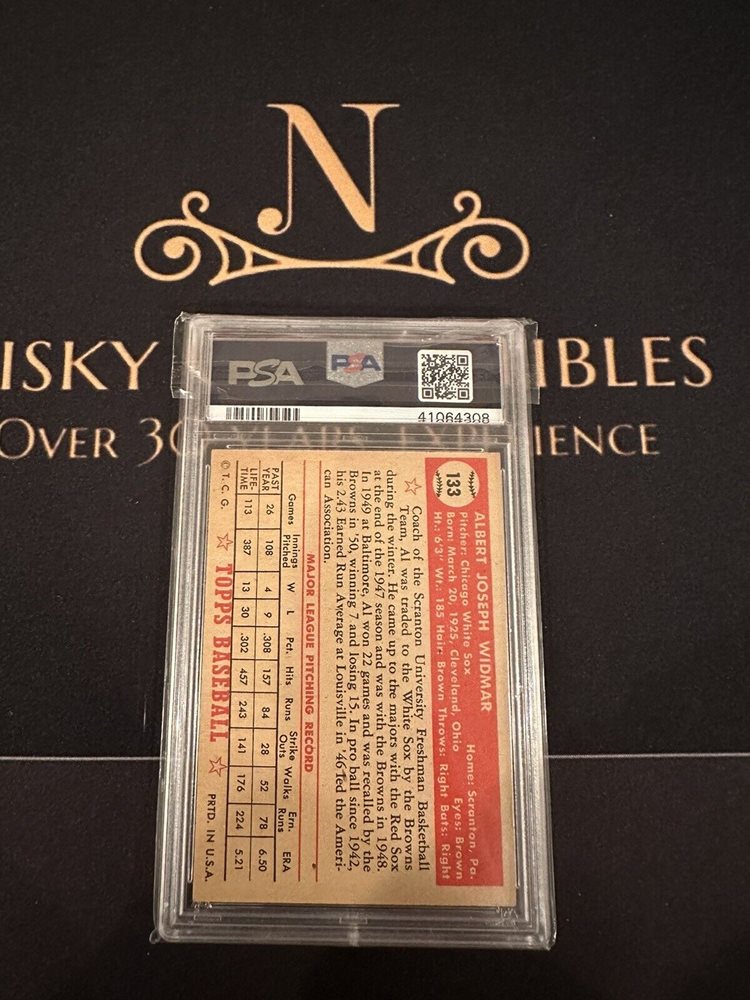 N
ISKY IBLES
OVER 30 YEARS EXPERIENCE
PSA PSA
41064308
133
ALBERT JOSEPH WIDMAR
Pitcher: Chicago White Sox Home: Scranton, Pa.
Born: March 20, 1925, Cleveland, Ohio Eyes: Brown
Ht.: 6'3" Wt.: 185 Hair: Brown Throws: Right Bats: Right
Coach of the Scranton University Freshman Basketball
Team, Al was traded to the White Sox by the Browns
during the winter. He came up to the majors with the Red Sox
at the end of the 1947 season and was with the Browns in 1948.
In 1949 at Baltimore, Al won 22 games and was recalled by the
Browns in '50, winning 7 and losing 15. In pro ball since 1942,
his 2.43 Earned Run Average at Louisville in '46 led the Ameri-
can Association.
MAJOR LEAGUE PITCHING RECORD
Games Innings Pitched W L Pct. Hits Runs Strike Outs Walks Ern. Runs ERA
PAST YEAR 26 108 4 9 .308 157 84 28 52 78 6.50
LIFE-TIME 113 387 13 30 .302 457 243 141 176 224 5.21
© T. C. G. TOPPS BASEBALL PRTD. IN U.S.A.